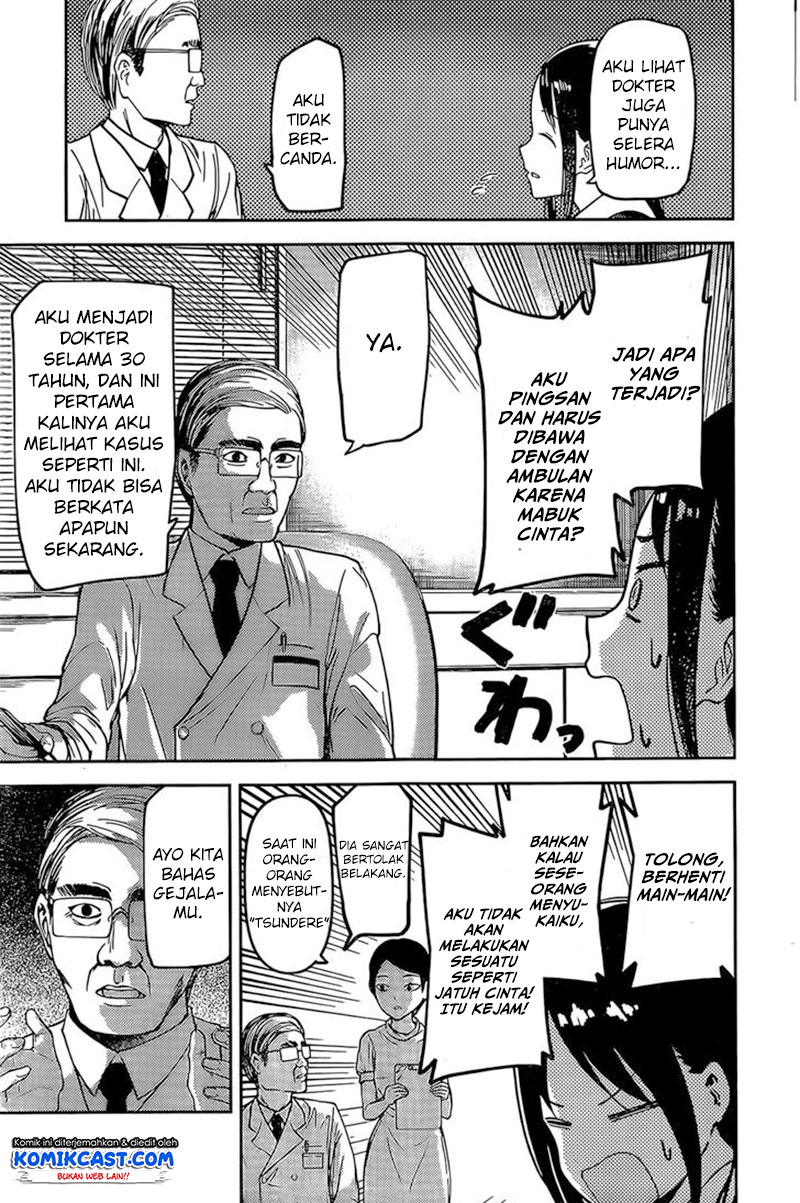 AKU LIHAT
DOKTER
JUGA
PUNYA
SELERA
HUMOR...
AKU
TIDAK
BER-
CANDA.
JADI APA
YANG
TERJADI?
AKU
PINGSAN
DAN HARUS
DIBAWA
DENGAN
AMBULAN
KARENA
MABUK
CINTA?
YA.
AKU MENJADI
DOKTER
SELAMA 30
TAHUN, DAN INI
PERTAMA
KALINYA AKU
MELIHAT KASUS
SEPERTI INI.
AKU TIDAK BISA
BERKATA
APAPUN
SEKARANG.
ぐわっ
TOLONG,
BERHENTI
MAIN-MAIN!
BAHKAN
KALAU
SESE-
ORANG
MENYU-
KAIKU,
AKU TIDAK
AKAN
MELAKUKAN
SESUATU
SEPERTI
JATUH CINTA!
ITU KEJAM!
DIA SANGAT
BERTOLAK
BELAKANG.
SAAT INI
ORANG-
ORANG
MENYEBUT-
NYA
"TSUNDERE"
AYO KITA
BAHAS
GEJALA-
MU.
Komik ini diterjemahkan & diedit oleh
KOMIKCAST.COM
BUKAN WEB LAIN!!